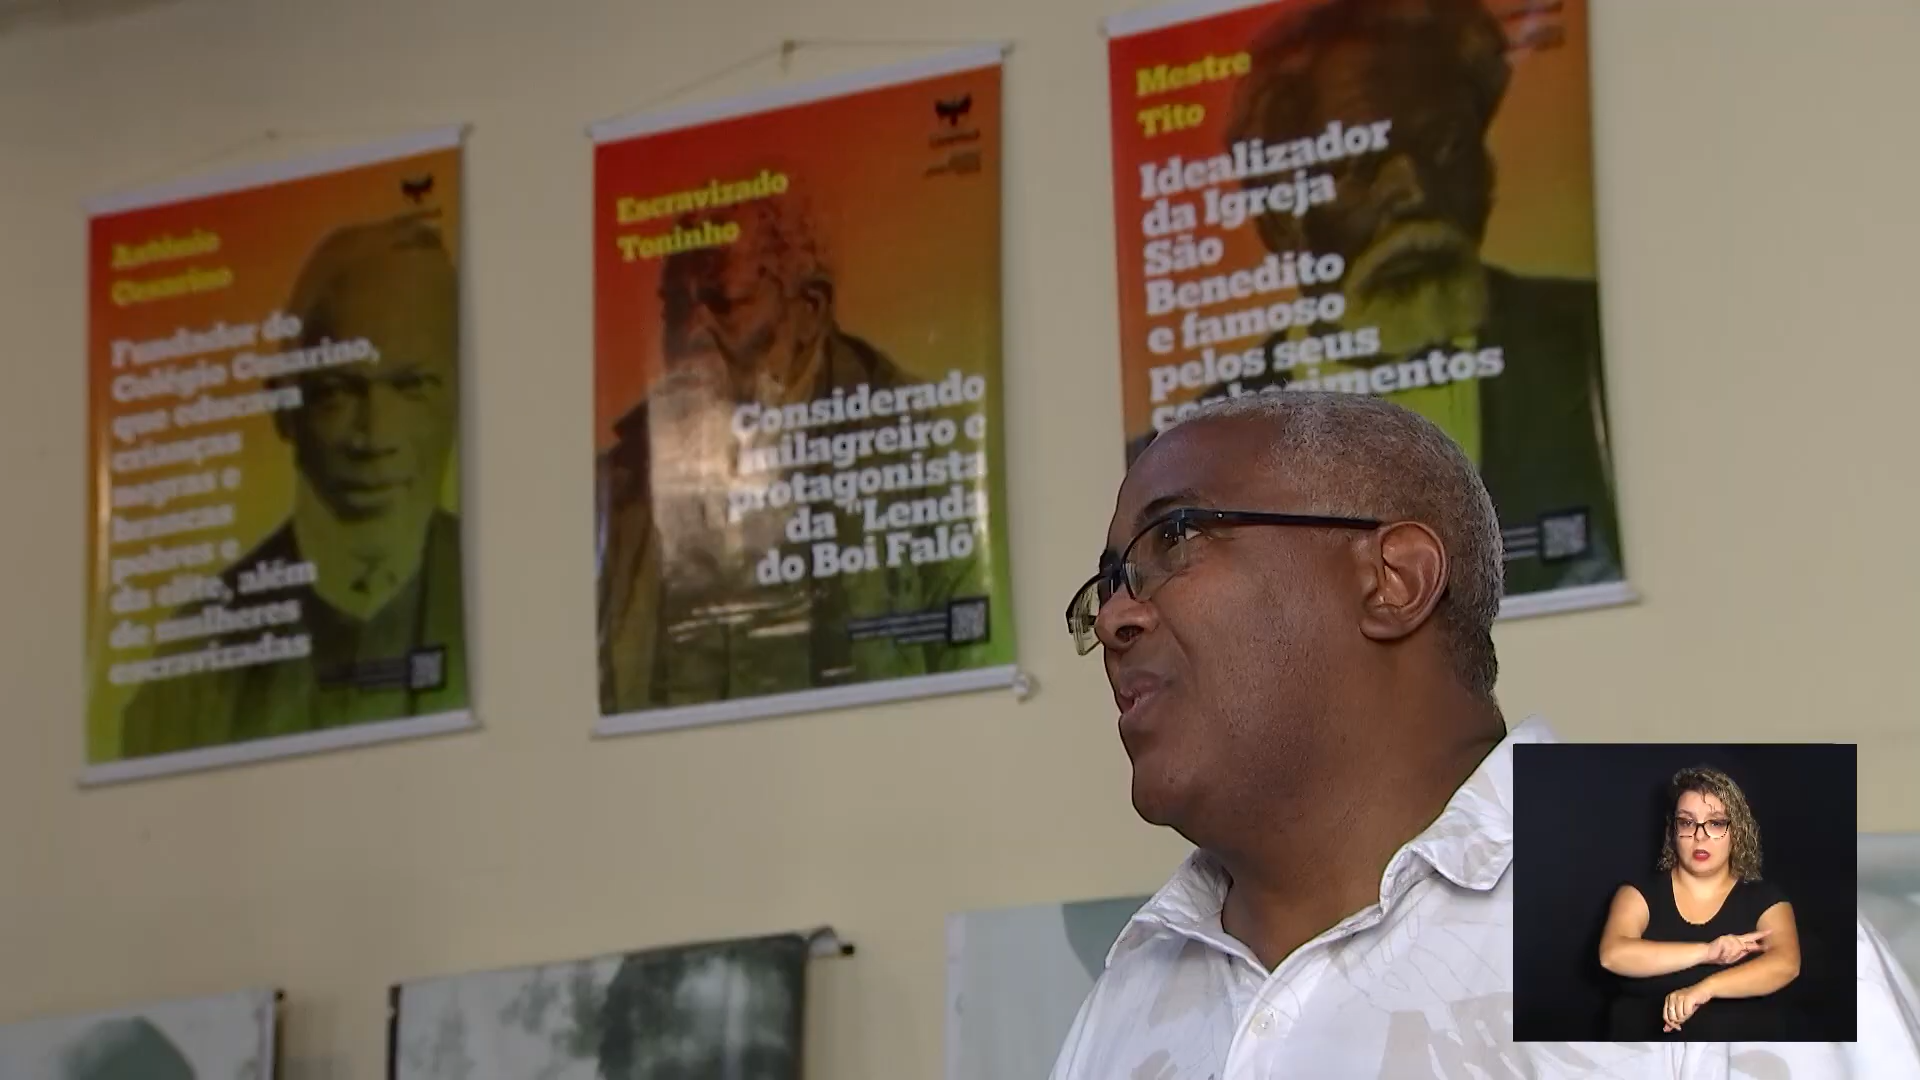 Antônio
Cesarino
Fundador do
Colégio Cesarino,
que educava
crianças
negras e
brancas
pobres e
da elite, além
de mulheres
escravizadas
Escravizado
Toninho
Considerado
milagreiro e
protagonista
da "Lenda
do Boi Falô"
Mestre
Tito
Idealizador
da Igreja
São
Benedito
e famoso
pelos seus
conhecimentos